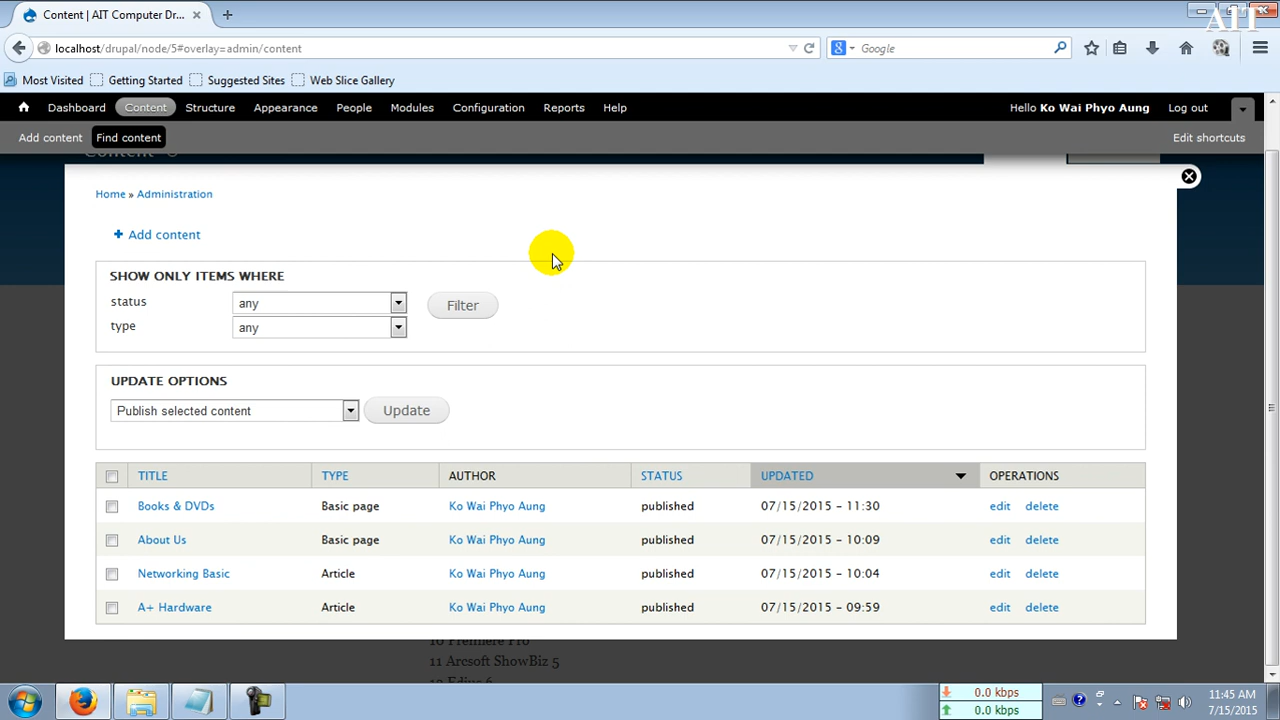 Content | AIT Computer Dr...
AIT
localhost/drupal/node/5#overlay=admin/content
Google
Most Visited Getting Started Suggested Sites Web Slice Gallery
Dashboard Content Structure Appearance People Modules Configuration Reports Help Hello Ko Wai Phyo Aung Log out
Add content Find content Edit shortcuts
Home » Administration
+ Add content
SHOW ONLY ITEMS WHERE
status any Filter
type any
UPDATE OPTIONS
Publish selected content Update
TITLE TYPE AUTHOR STATUS UPDATED OPERATIONS
Books & DVDs Basic page Ko Wai Phyo Aung published 07/15/2015 - 11:30 edit delete
About Us Basic page Ko Wai Phyo Aung published 07/15/2015 - 10:09 edit delete
Networking Basic Article Ko Wai Phyo Aung published 07/15/2015 - 10:04 edit delete
A+ Hardware Article Ko Wai Phyo Aung published 07/15/2015 - 09:59 edit delete
10 Premiere Pro
11 Arcsoft ShowBiz 5
0.0 kbps
0.0 kbps
11:45 AM
7/15/2015